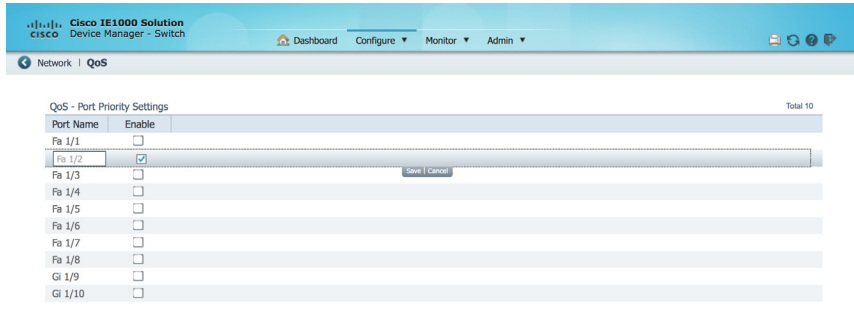 Cisco IE1000 Solution
CISCO Device Manager - Switch
Dashboard Configure ▼ Monitor ▼ Admin ▼
Network | QoS
QoS - Port Priority Settings Total 10
Port Name Enable
Fa 1/1
Fa 1/2
Save | Cancel
Fa 1/3
Fa 1/4
Fa 1/5
Fa 1/6
Fa 1/7
Fa 1/8
Gi 1/9
Gi 1/10